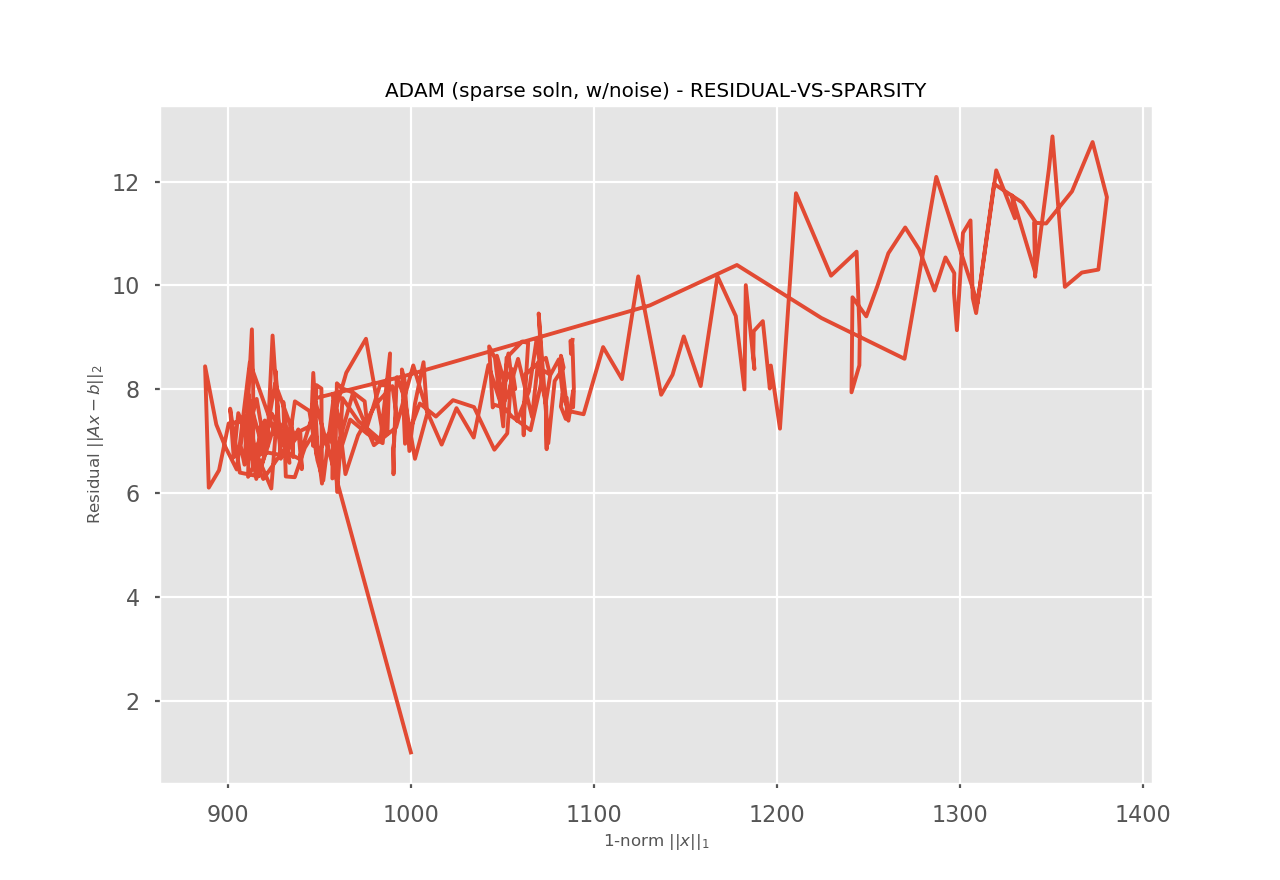 ADAM (sparse soln, w/noise) - RESIDUAL-VS-SPARSITY
12
10
8
6
4
2
Residual ||Ax − b||₂
900 1000 1100 1200 1300 1400
1-norm ||x||₁